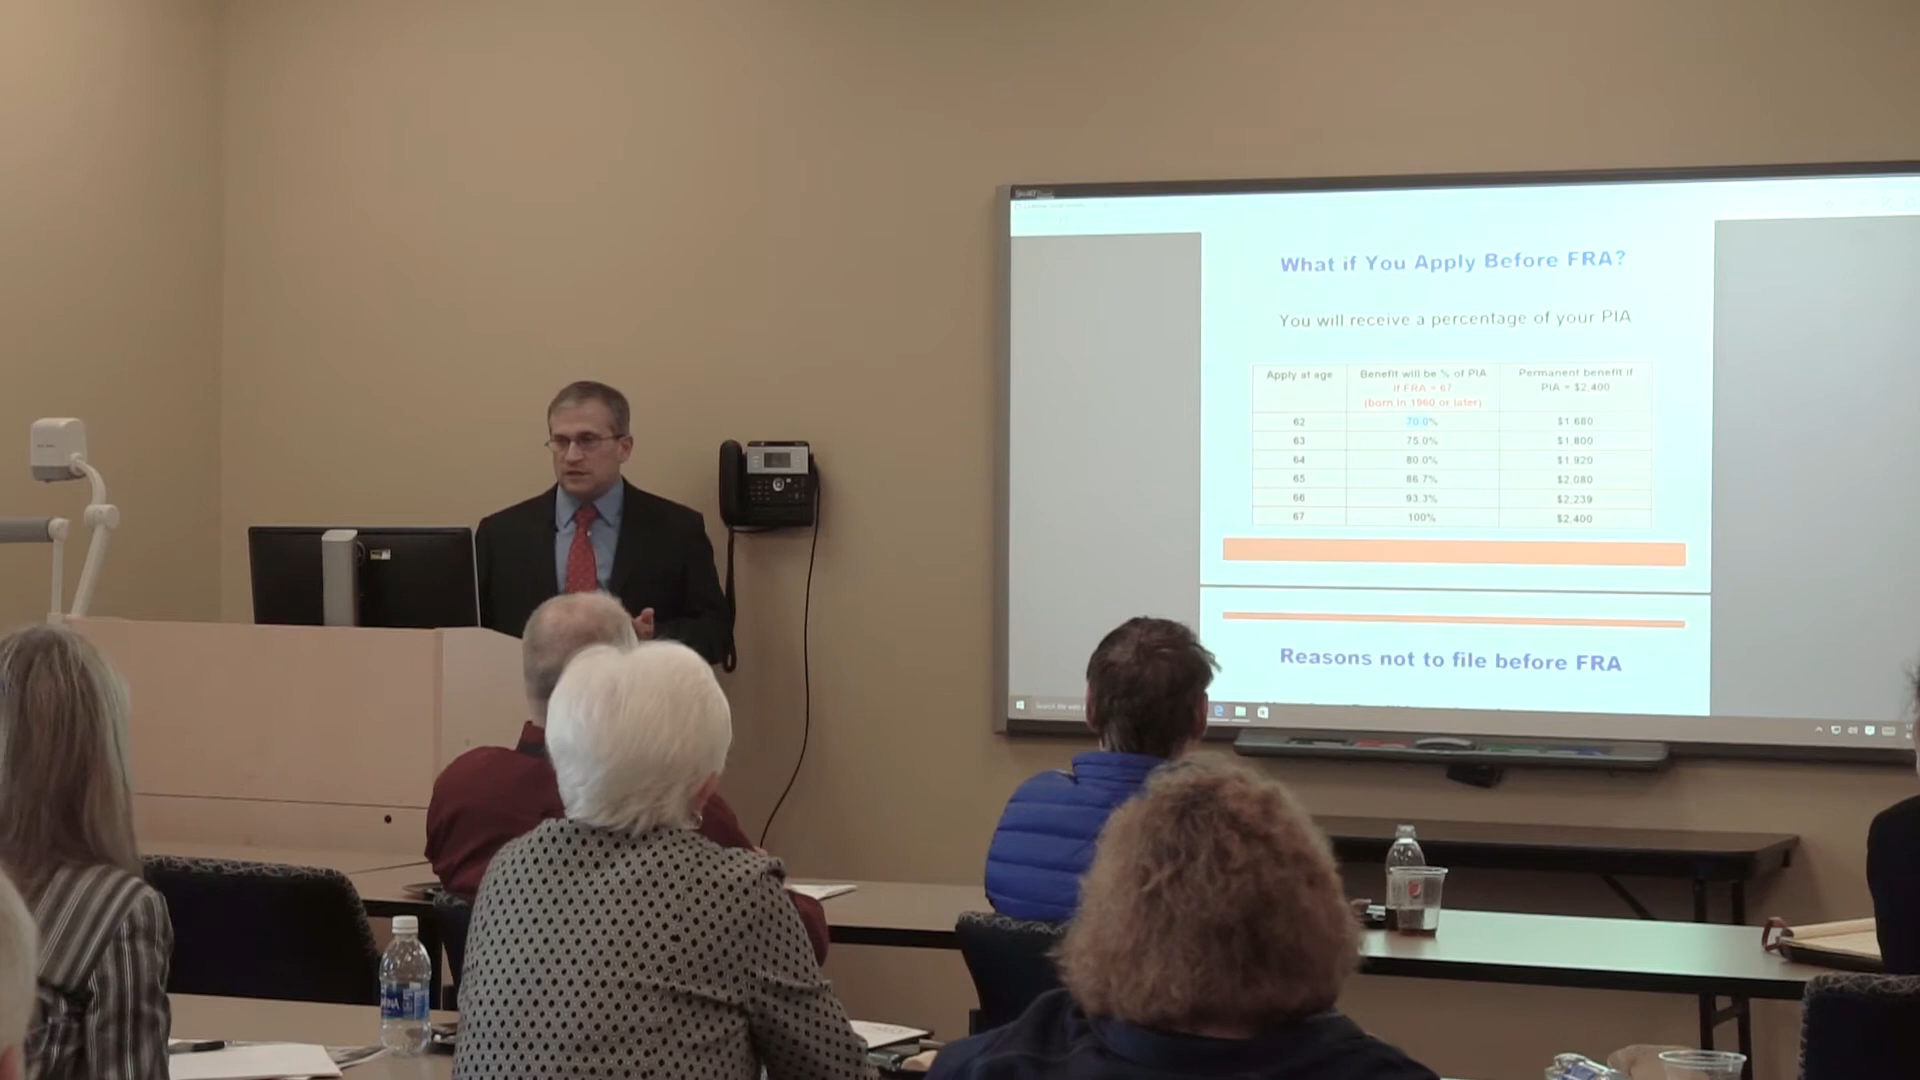 What if You Apply Before FRA?
You will receive a percentage of your PIA
Apply at age
Benefit will be % of PIA
if FRA = 67
(born in 1960 or later)
Permanent benefit if
PIA = $2,400
62 70.0% $1 680
63 75.0% $1,800
64 80.0% $1 920
65 86.7% $2,080
66 93.3% $2,239
67 100% $2,400
Reasons not to file before FRA